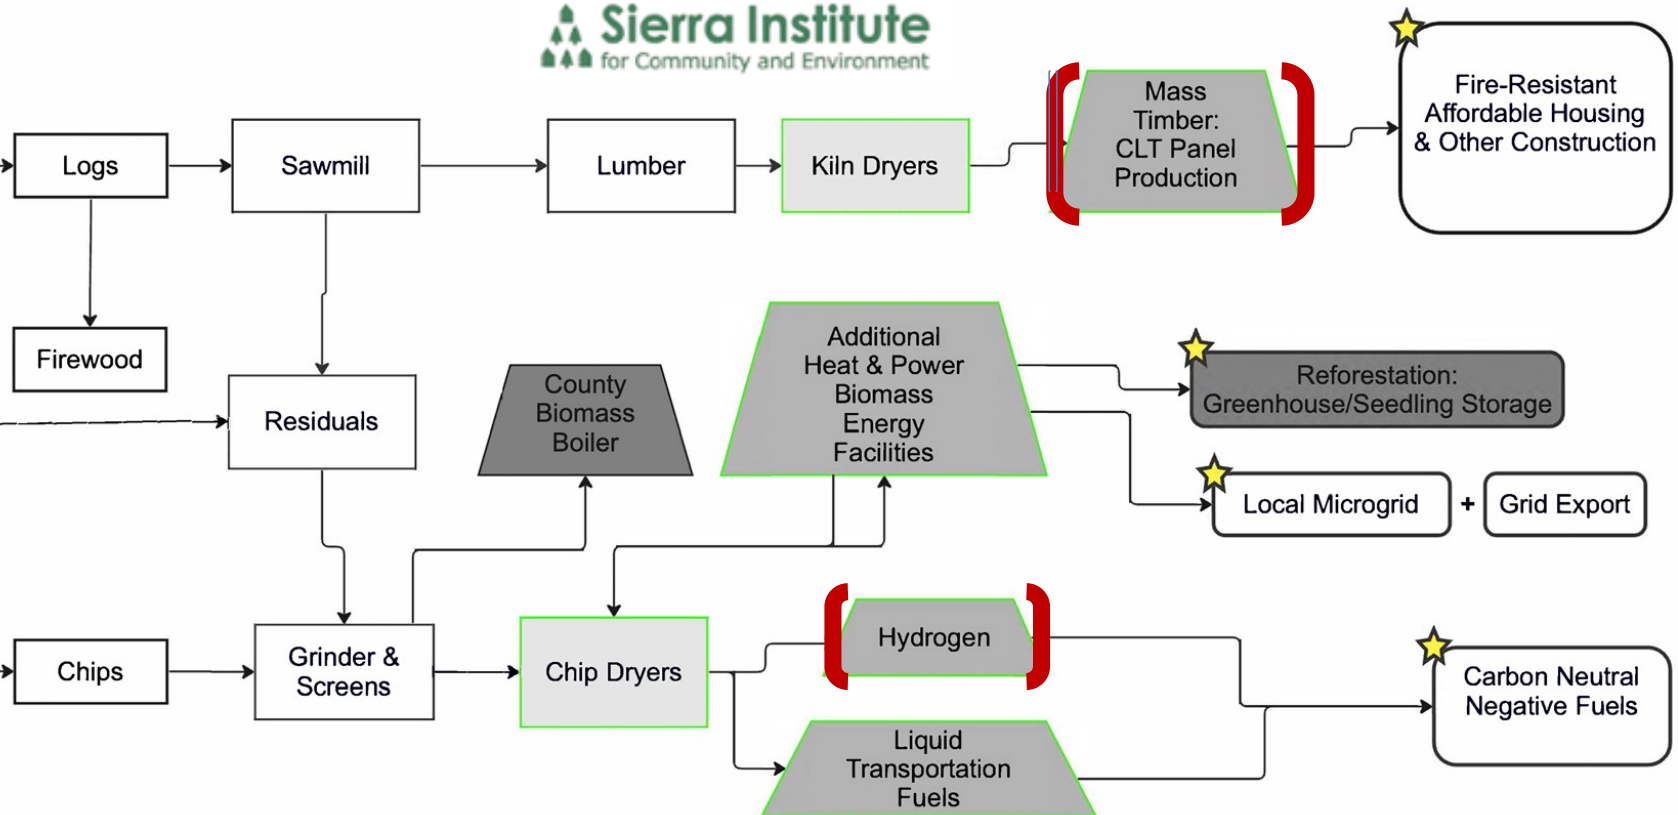 Sierra Institute
for Community and Environment
Logs
Sawmill
Lumber
Kiln Dryers
Mass
Timber:
CLT Panel
Production
Fire-Resistant
Affordable Housing
& Other Construction
Firewood
Residuals
County
Biomass
Boiler
Additional
Heat & Power
Biomass
Energy
Facilities
Reforestation:
Greenhouse/Seedling Storage
Local Microgrid + Grid Export
Chips
Grinder &
Screens
Chip Dryers
Hydrogen
Liquid
Transportation
Fuels
Carbon Neutral
Negative Fuels